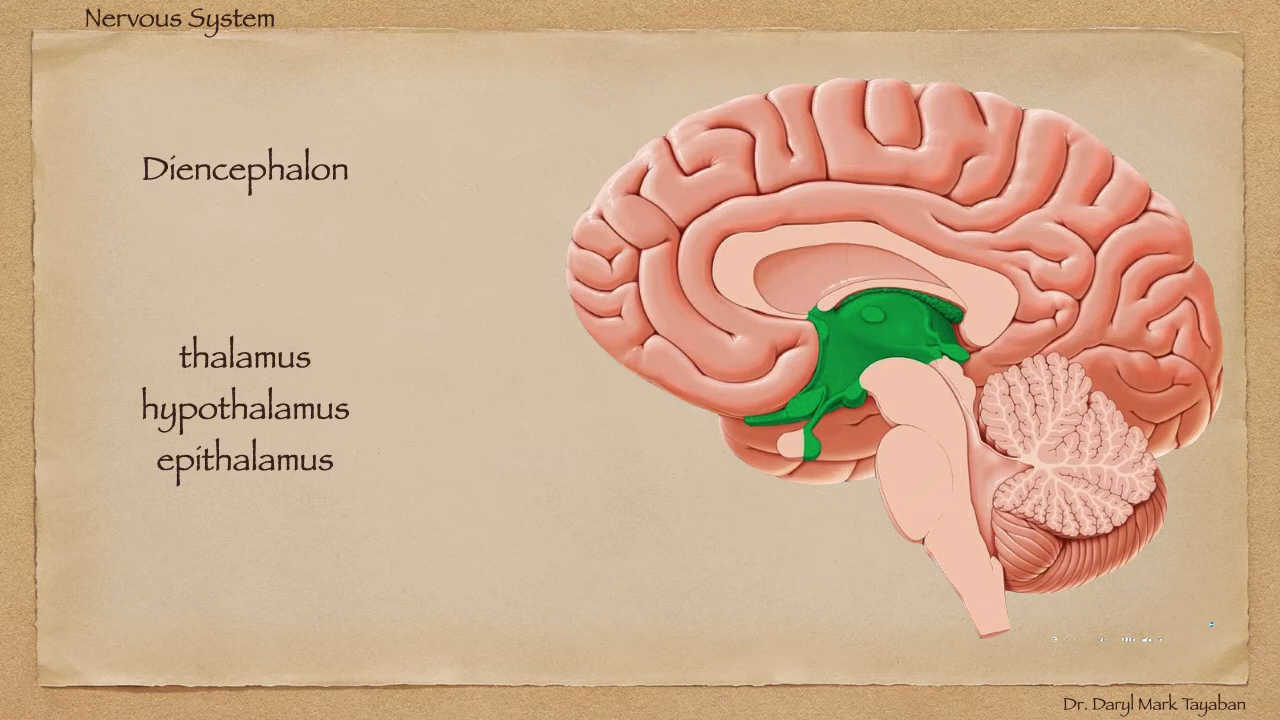 Nervous System
Diencephalon
thalamus
hypothalamus
epithalamus
Dr. Daryl Mark Tayaban